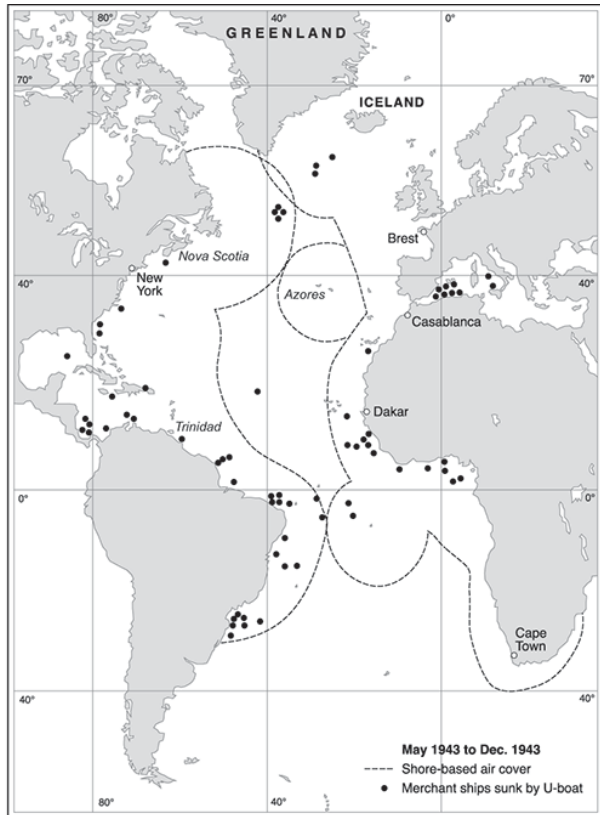 80°
40°
0°
GREENLAND
70°
70°
ICELAND
Brest
Nova Scotia
New
York
40°
40°
Azores
Casablanca
Dakar
Trinidad
0°
0°
Cape
Town
40°
40°
May 1943 to Dec. 1943
Shore-based air cover
Merchant ships sunk by U-boat
80°
40°
0°